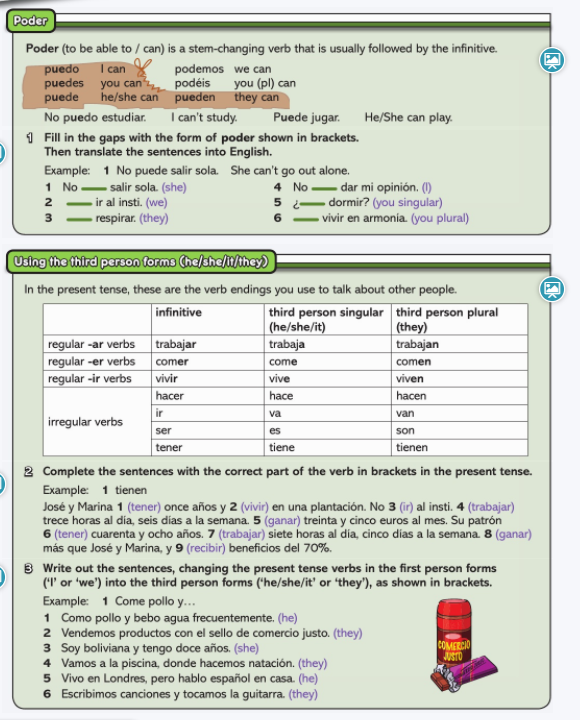 Poder
Poder (to be able to / can) is a stem-changing verb that is usually followed by the infinitive.
puedo I can podemos we can
puedes you can podéis you (pl) can
puede he/she can pueden they can
No puedo estudiar. I can't study. Puede jugar. He/She can play.
1 Fill in the gaps with the form of poder shown in brackets.
Then translate the sentences into English.
Example: 1 No puede salir sola. She can't go out alone.
1 No ____ salir sola. (she) 4 No ____ dar mi opinión. (I)
2 ____ ir al insti. (we) 5 ¿____ dormir? (you singular)
3 ____ respirar. (they) 6 ____ vivir en armonia. (you plural)
Using the third person forms (he/she/it/they)
In the present tense, these are the verb endings you use to talk about other people.
infinitive third person singular (he/she/it) third person plural (they)
regular -ar verbs trabajar trabaja trabajan
regular -er verbs comer come comen
regular -ir verbs vivir vive viven
irregular verbs hacer hace hacen
ir va van
ser es son
tener tiene tienen
2 Complete the sentences with the correct part of the verb in brackets in the present tense.
Example: 1 tienen
José y Marina 1 (tener) once años y 2 (vivir) en una plantación. No 3 (ir) al insti. 4 (trabajar)
trece horas al día, seis días a la semana. 5 (ganar) treinta y cinco euros al mes. Su patrón
6 (tener) cuarenta y ocho años. 7 (trabajar) siete horas al día, cinco días a la semana. 8 (ganar)
más que José y Marina, y 9 (recibir) beneficios del 70%.
3 Write out the sentences, changing the present tense verbs in the first person forms
('I' or 'we') into the third person forms ('he/she/it' or 'they'), as shown in brackets.
Example: 1 Come pollo y…
1 Como pollo y bebo agua frecuentemente. (he)
2 Vendemos productos con el sello de comercio justo. (they)
3 Soy boliviana y tengo doce años. (she)
4 Vamos a la piscina, donde hacemos natación. (they)
5 Vivo en Londres, pero hablo español en casa. (he)
6 Escribimos canciones y tocamos la guitarra. (they)
COMERCIO
JUSTO